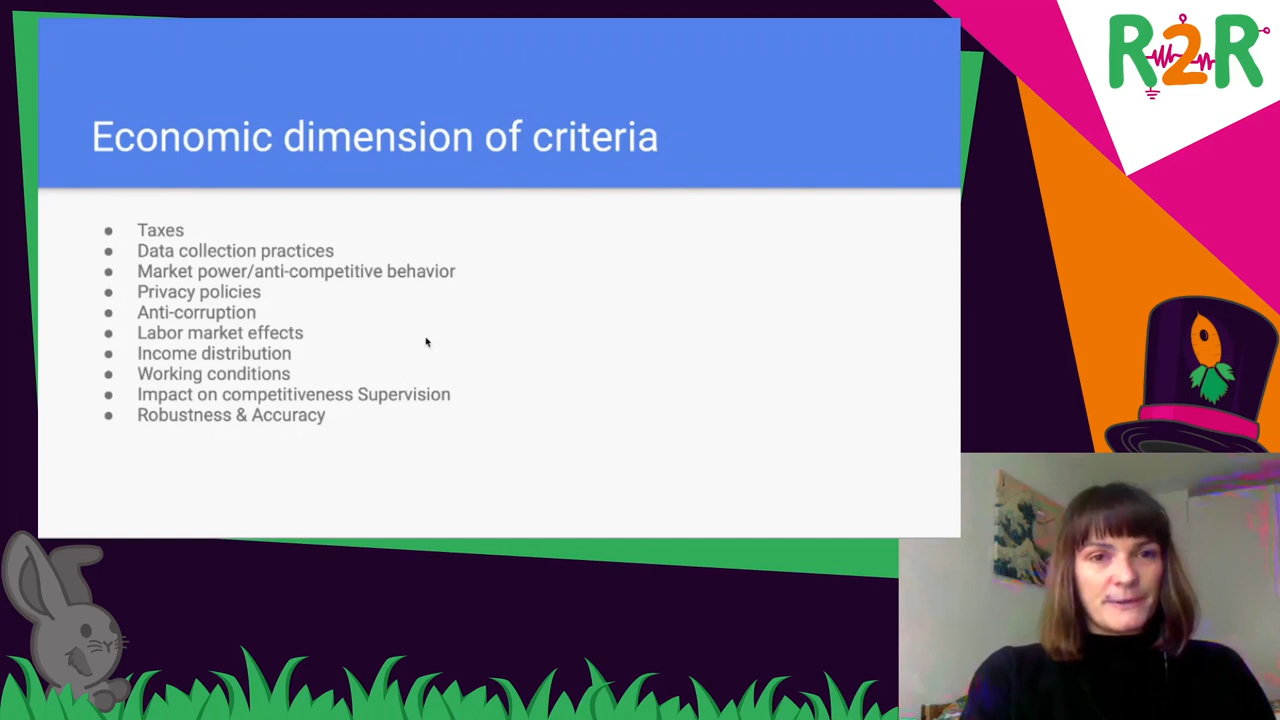 R2R
Economic dimension of criteria
Taxes
Data collection practices
Market power/anti-competitive behavior
Privacy policies
Anti-corruption
Labor market effects
Income distribution
Working conditions
Impact on competitiveness Supervision
Robustness & Accuracy